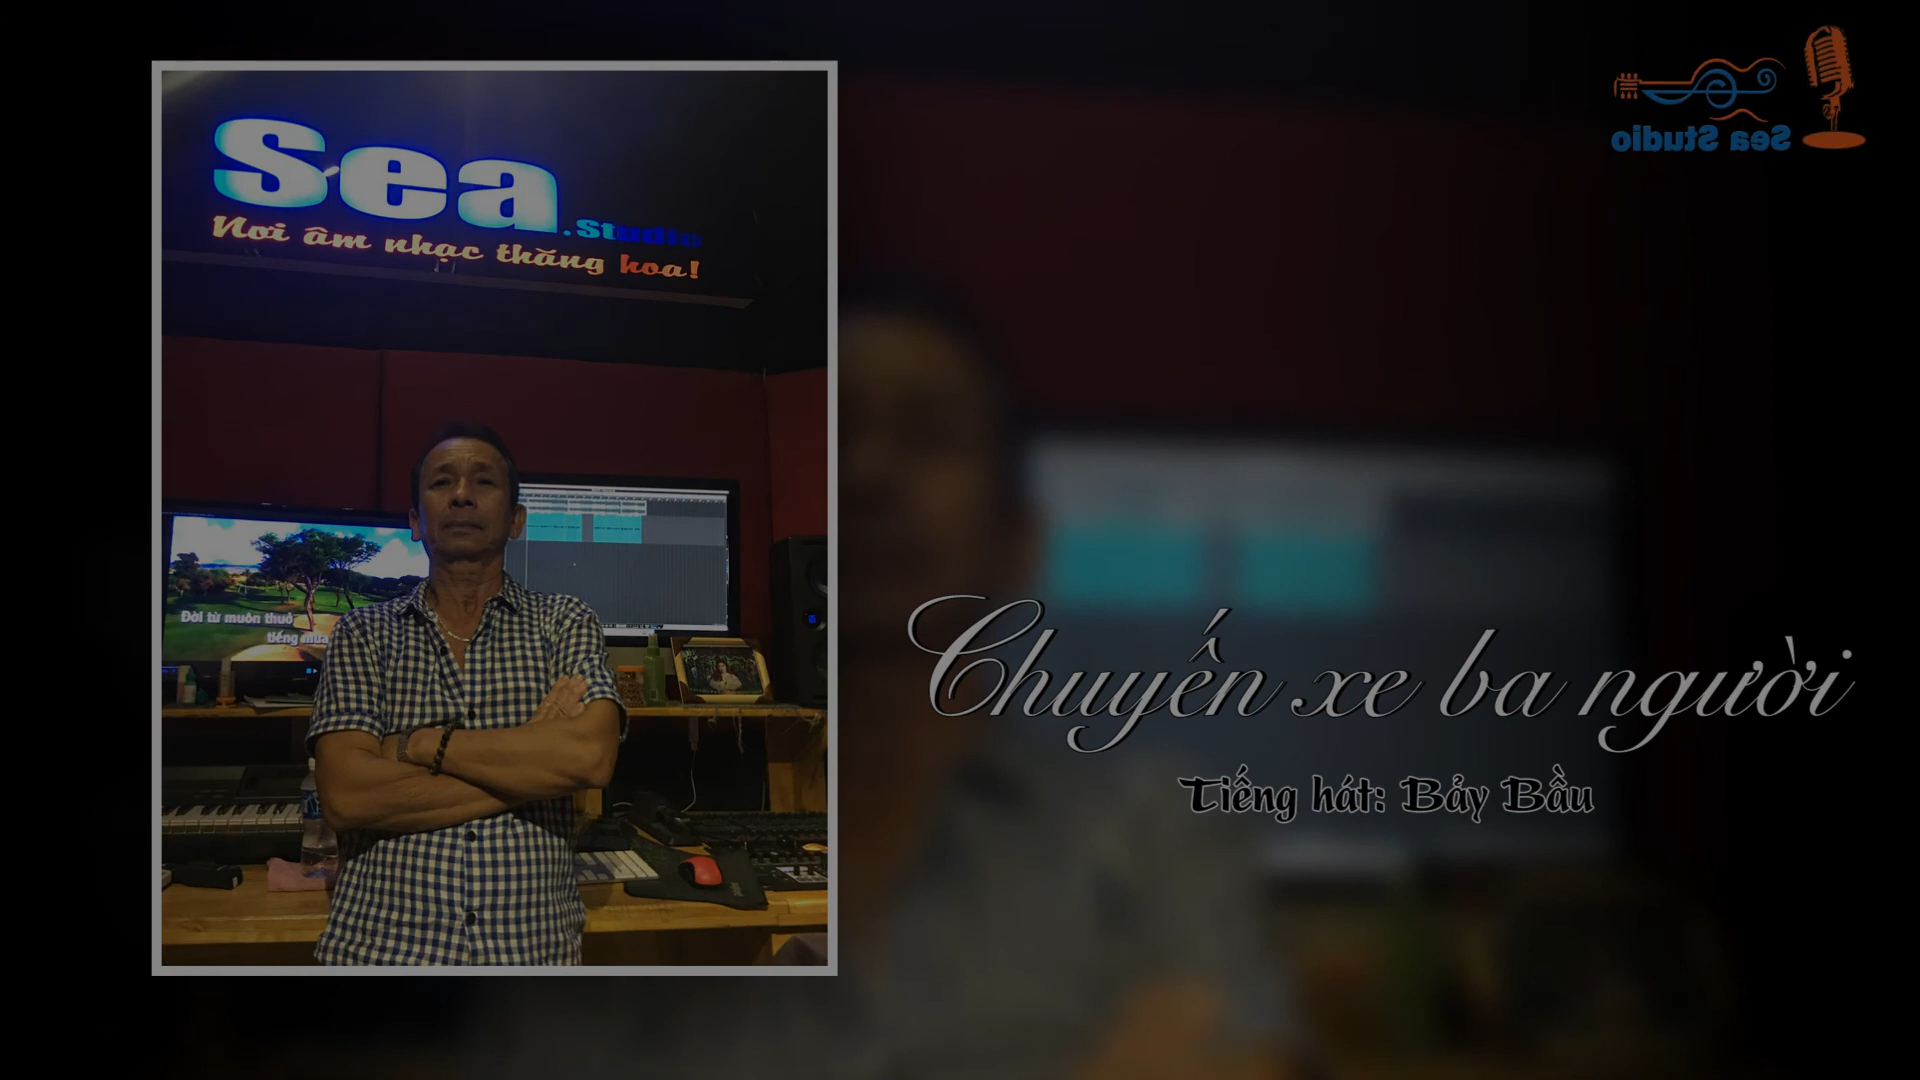 Sea.Studio
Nơi âm nhạc thăng hoa!
Đời từ muôn thuở
tiếng mưa
Sea Studio
Chuyến xe ba người
Tiếng hát: Bảy Bầu